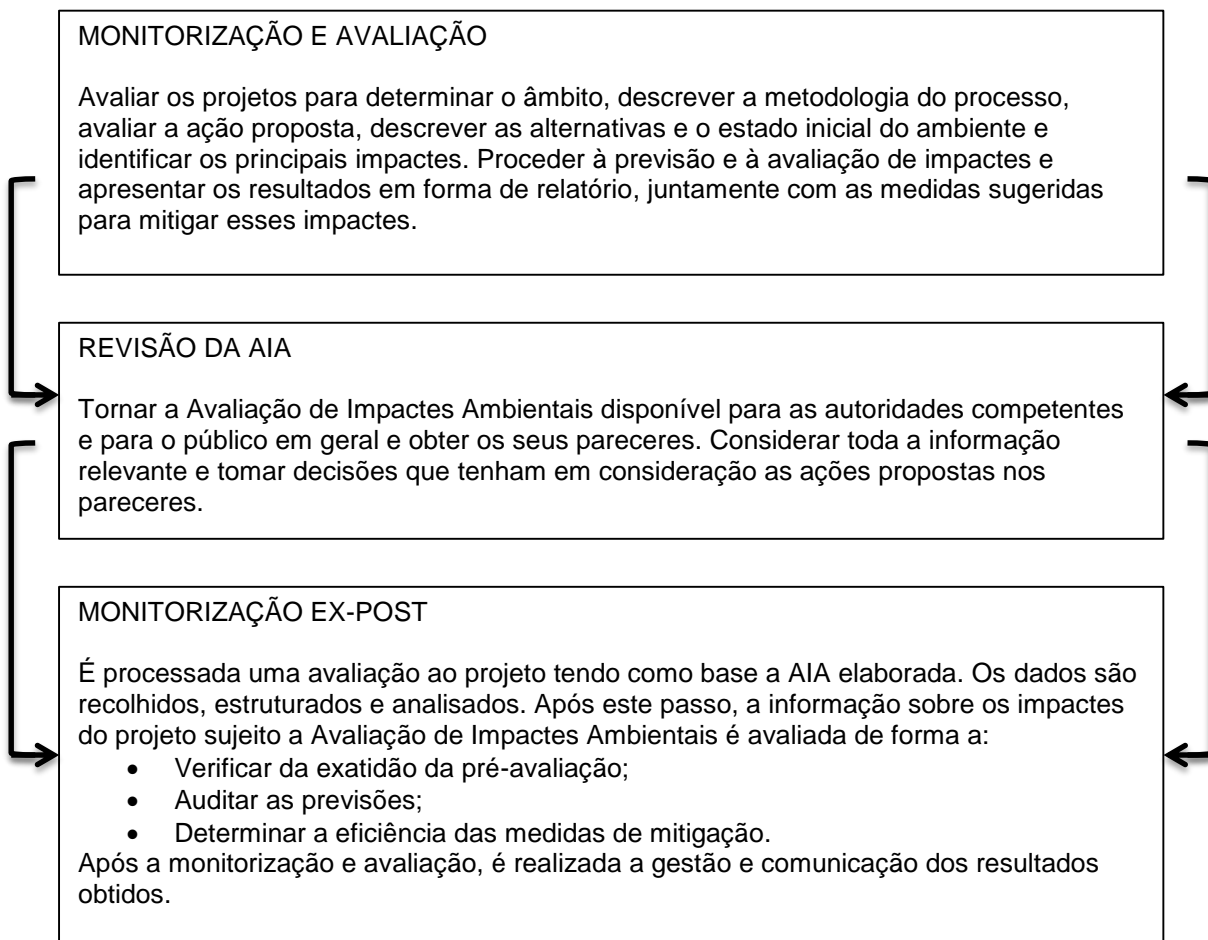 MONITORIZAÇÃO E AVALIAÇÃO
Avaliar os projetos para determinar o âmbito, descrever a metodologia do processo,
avaliar a ação proposta, descrever as alternativas e o estado inicial do ambiente e
identificar os principais impactes. Proceder à previsão e à avaliação de impactes e
apresentar os resultados em forma de relatório, juntamente com as medidas sugeridas
para mitigar esses impactes.
REVISÃO DA AIA
Tornar a Avaliação de Impactes Ambientais disponível para as autoridades competentes
e para o público em geral e obter os seus pareceres. Considerar toda a informação
relevante e tomar decisões que tenham em consideração as ações propostas nos
pareceres.
MONITORIZAÇÃO EX-POST
É processada uma avaliação ao projeto tendo como base a AIA elaborada. Os dados são
recolhidos, estruturados e analisados. Após este passo, a informação sobre os impactes
do projeto sujeito a Avaliação de Impactes Ambientais é avaliada de forma a:
• Verificar da exatidão da pré-avaliação;
• Auditar as previsões;
• Determinar a eficiência das medidas de mitigação.
Após a monitorização e avaliação, é realizada a gestão e comunicação dos resultados
obtidos.